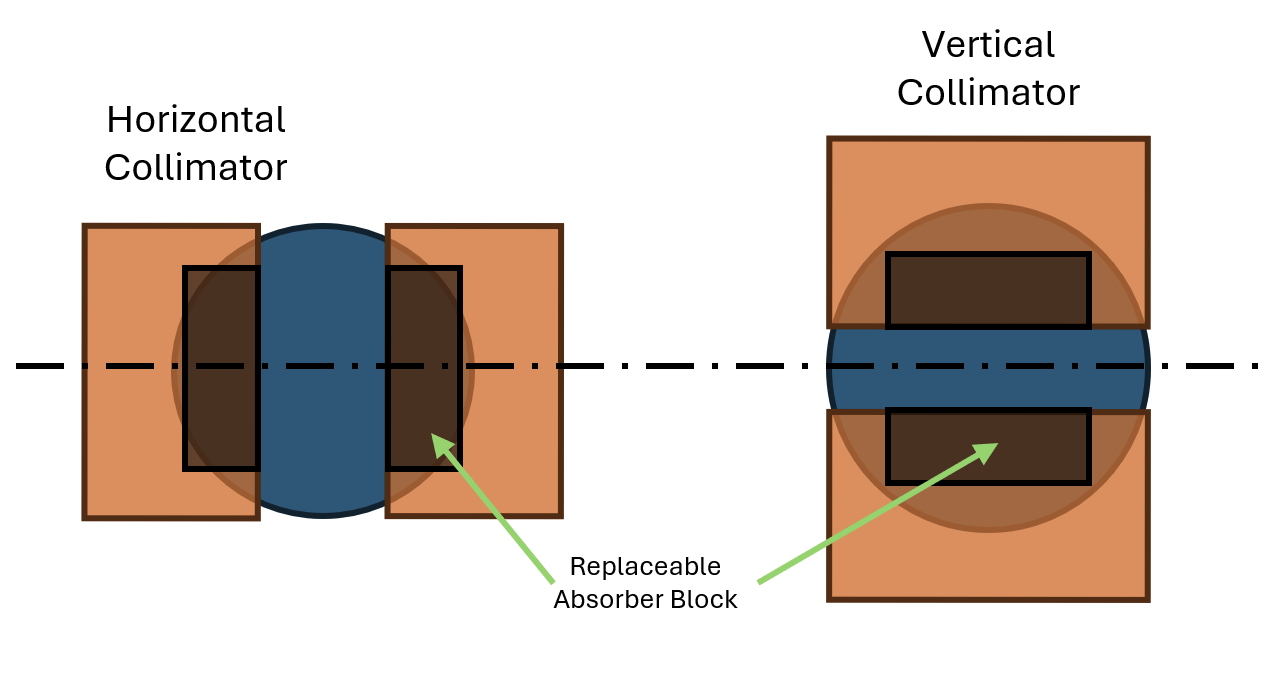 Horizontal
Collimator
Vertical
Collimator
Replaceable
Absorber Block